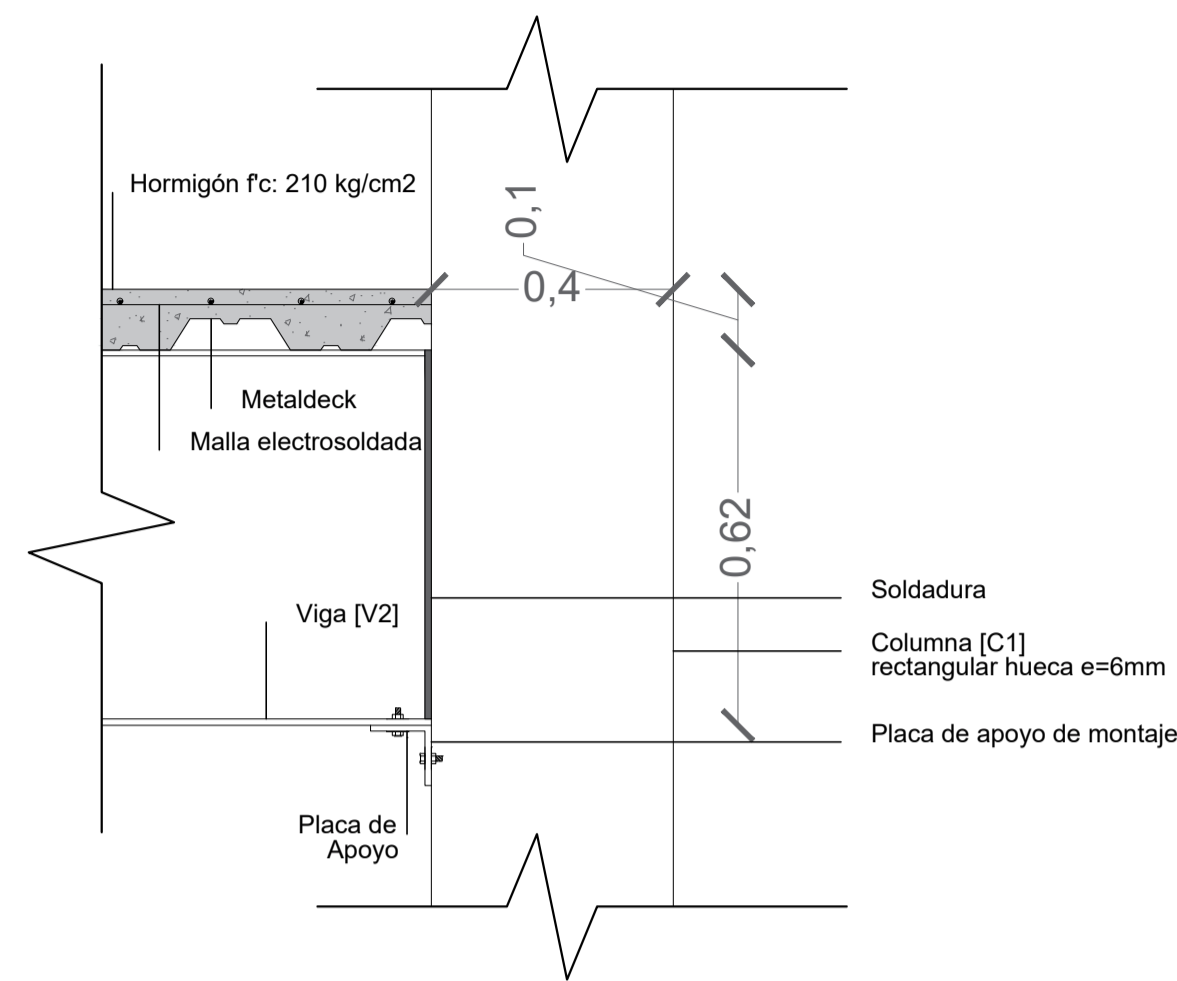 Hormigón f'c: 210 kg/cm2
0,1
0,4
Metaldeck
Malla electrosoldada
0,62
Soldadura
Viga [V2]
Columna [C1]
rectangular hueca e=6mm
Placa de apoyo de montaje
Placa de
Apoyo